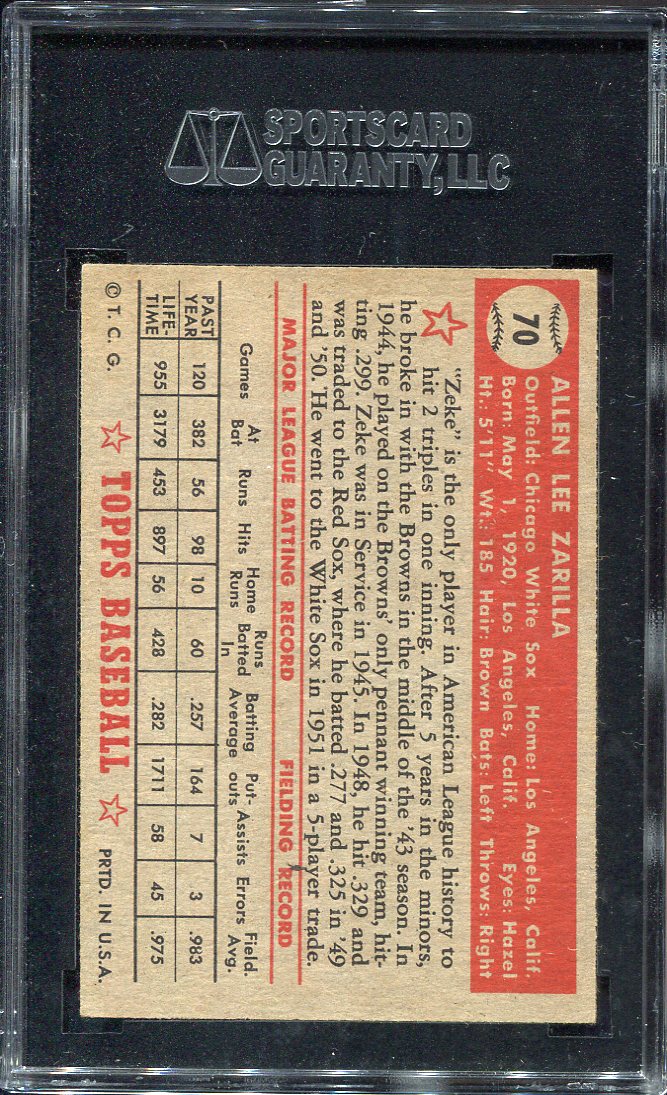 SPORTSCARD
GUARANTY, LLC
70
ALLEN LEE ZARILLA
Outfield: Chicago White Sox Home: Los Angeles, Calif.
Born: May 1, 1920, Los Angeles, Calif. Eyes: Hazel
Ht.: 5'11" Wt.: 185 Hair: Brown Bats: Left Throws: Right
"Zeke" is the only player in American League history to
hit 2 triples in one inning. After 5 years in the minors,
he broke in with the Browns in the middle of the '43 season. In
1944, he played on the Browns' only pennant winning team, hit-
ting .299. Zeke was in Service in 1945. In 1948, he hit .329 and
was traded to the Red Sox, where he batted .277 and .325 in '49
and '50. He went to the White Sox in 1951 in a 5-player trade.
MAJOR LEAGUE BATTING RECORD FIELDING RECORD
Games At Bat Runs Hits Home Runs Runs Batted In Batting Average Put-outs Assists Errors Field. Avg.
PAST YEAR 120 382 56 98 10 60 .257 164 7 3 .983
LIFE-TIME 955 3179 453 897 56 428 .282 1711 58 45 .975
© T. C. G. TOPPS BASEBALL PRTD. IN U.S.A.